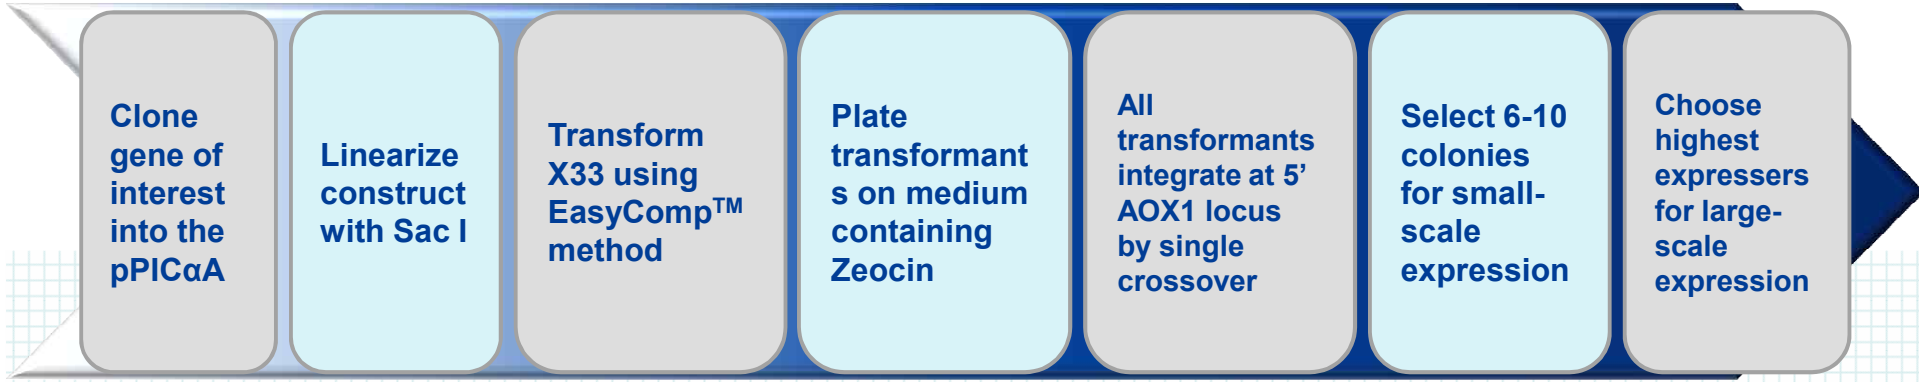 Clone
gene of
interest
into the
pPICαA
Linearize
construct
with Sac I
Transform
X33 using
EasyComp™
method
Plate
transformant
s on medium
containing
Zeocin
All
transformants
integrate at 5’
AOX1 locus
by single
crossover
Select 6-10
colonies
for small-
scale
expression
Choose
highest
expressers
for large-
scale
expression